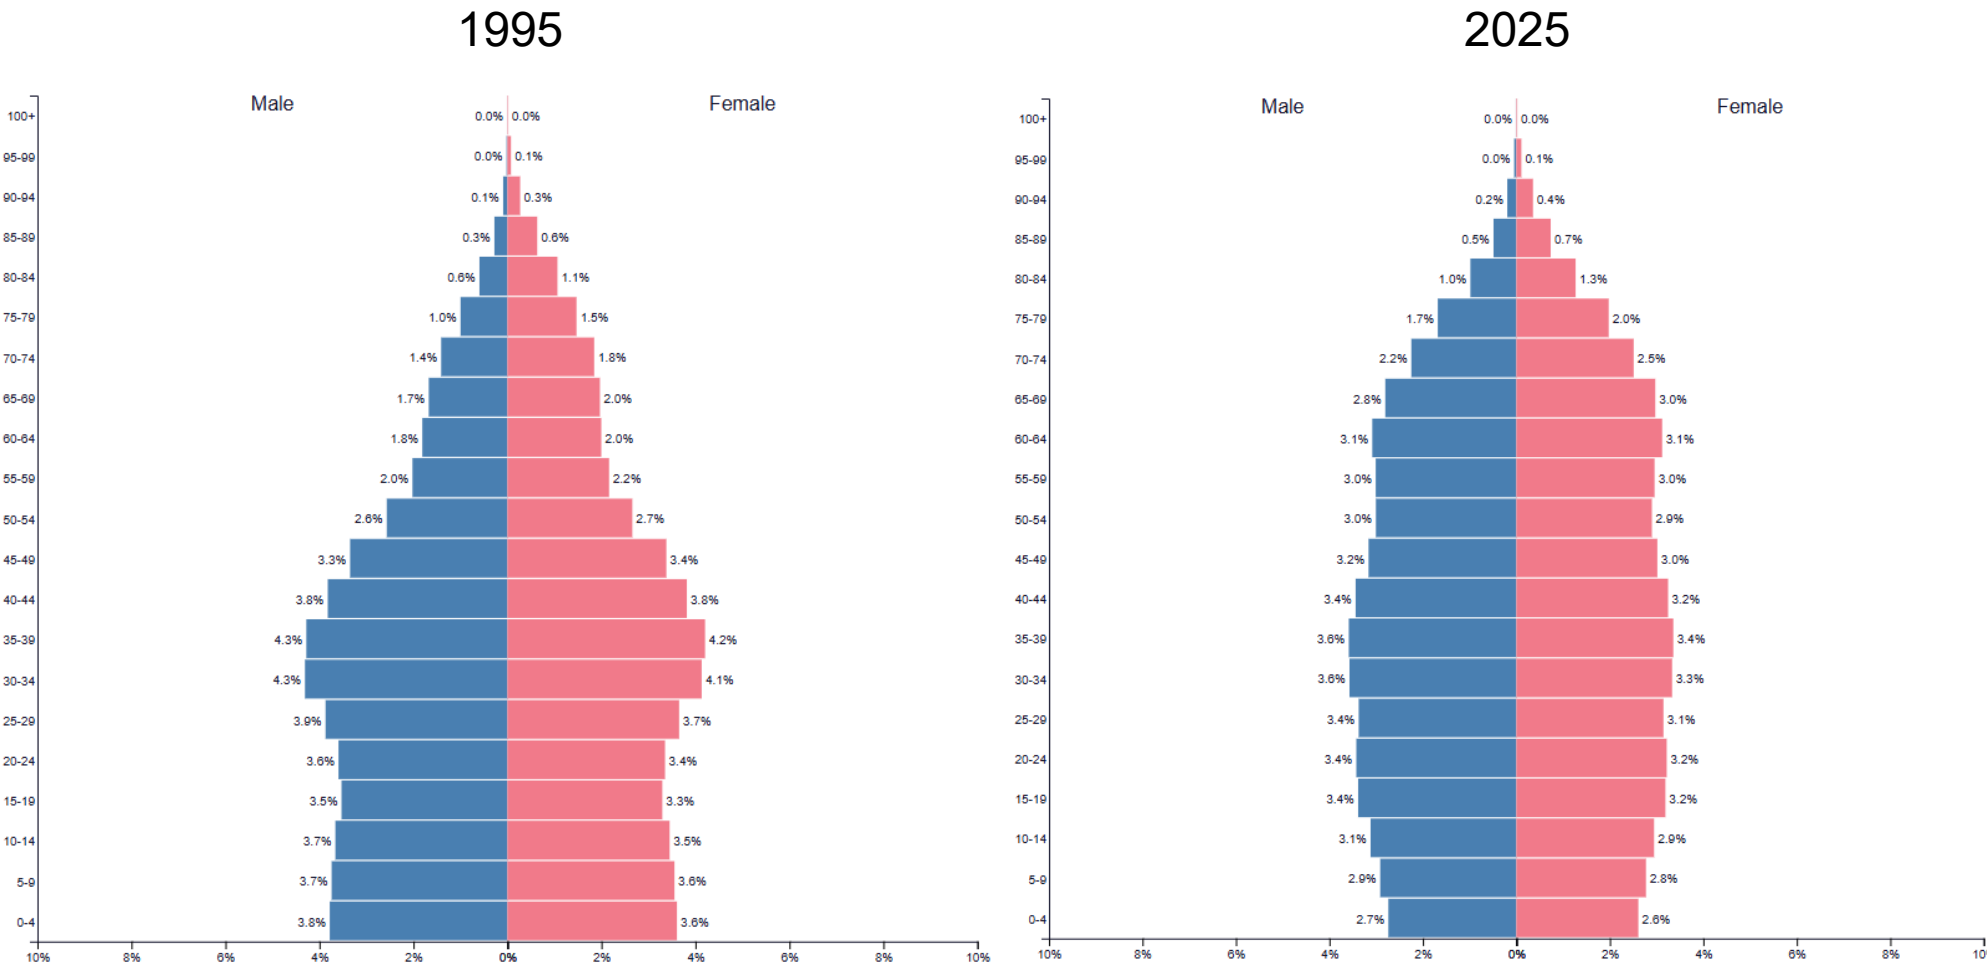 1995
2025
Male Female
100+ 0.0% 0.0%
95-99 0.0% 0.1%
90-94 0.1% 0.3%
85-89 0.3% 0.6%
80-84 0.6% 1.1%
75-79 1.0% 1.5%
70-74 1.4% 1.8%
65-69 1.7% 2.0%
60-64 1.8% 2.0%
55-59 2.0% 2.2%
50-54 2.6% 2.7%
45-49 3.3% 3.4%
40-44 3.8% 3.8%
35-39 4.3% 4.2%
30-34 4.3% 4.1%
25-29 3.9% 3.7%
20-24 3.6% 3.4%
15-19 3.5% 3.3%
10-14 3.7% 3.5%
5-9 3.7% 3.6%
0-4 3.8% 3.6%
10% 8% 6% 4% 2% 0% 2% 4% 6% 8% 10%
Male Female
100+ 0.0% 0.0%
95-99 0.0% 0.1%
90-94 0.2% 0.4%
85-89 0.5% 0.7%
80-84 1.0% 1.3%
75-79 1.7% 2.0%
70-74 2.2% 2.5%
65-69 2.8% 3.0%
60-64 3.1% 3.1%
55-59 3.0% 3.0%
50-54 3.0% 2.9%
45-49 3.2% 3.0%
40-44 3.4% 3.2%
35-39 3.6% 3.4%
30-34 3.6% 3.3%
25-29 3.4% 3.1%
20-24 3.4% 3.2%
15-19 3.4% 3.2%
10-14 3.1% 2.9%
5-9 2.9% 2.8%
0-4 2.7% 2.6%
10% 8% 6% 4% 2% 0% 2% 4% 6% 8% 10